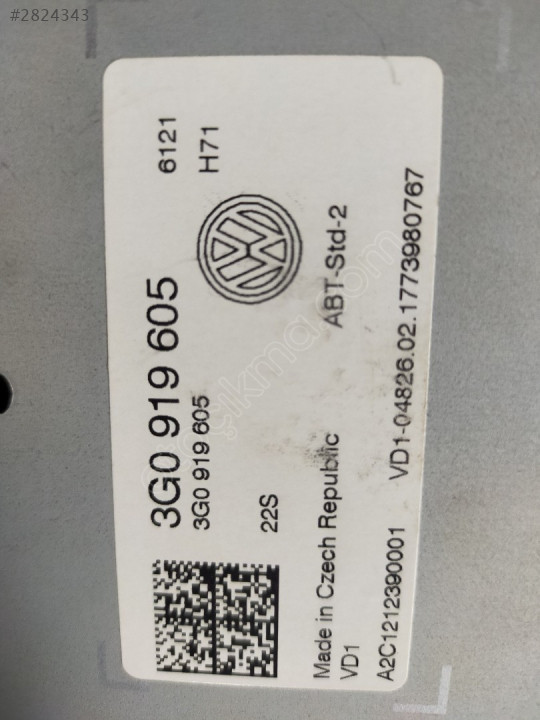 #2824343
3G0 919 605 6121
3G0 919 605 H71
22S
ABT-Std-2
Made in Czech Republic
VD1
A2C1212390001 VD1-04826.02.1773980767